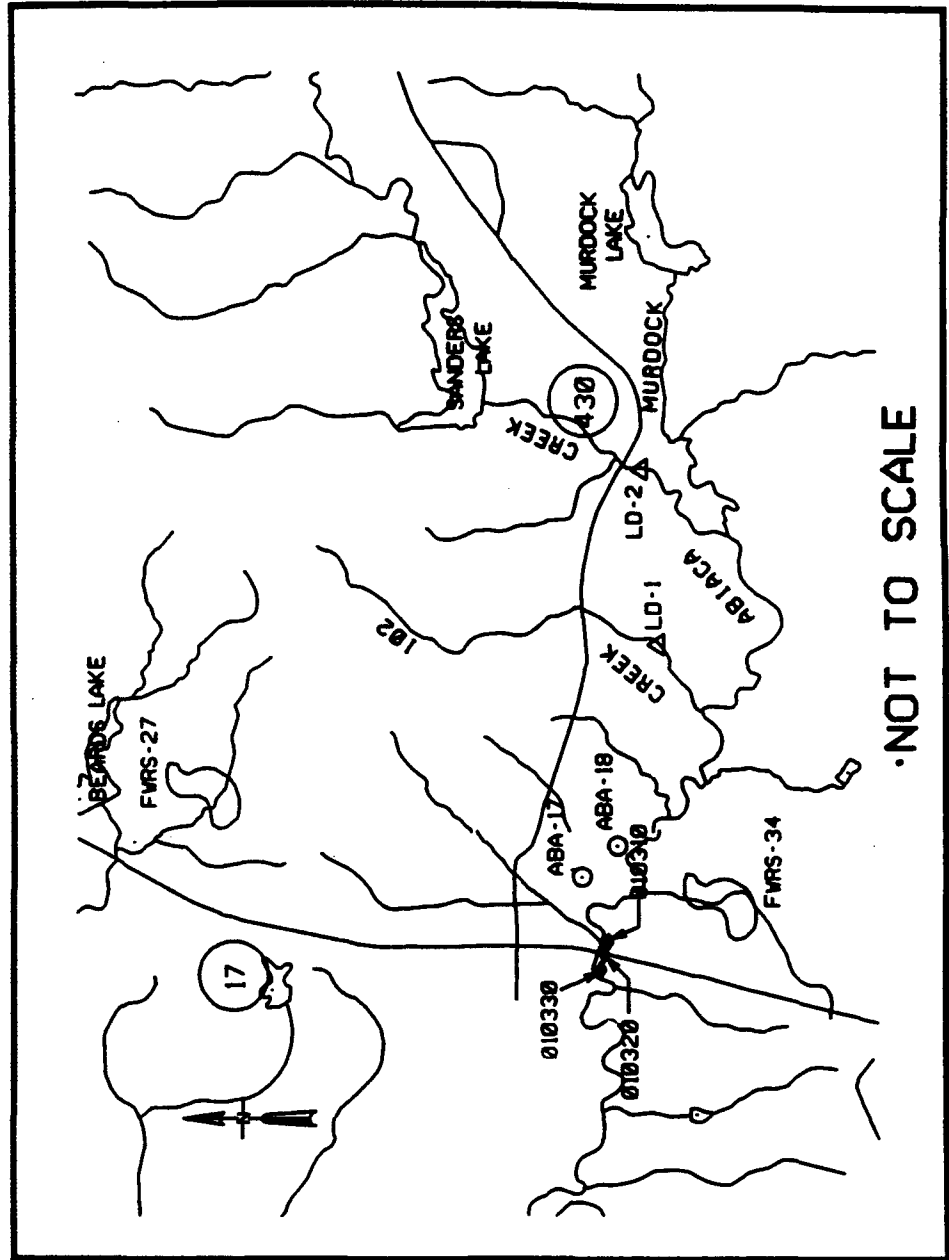 BEARDS LAKE
FWRS-27
17
SANDERS
LAKE
430
CREEK
MURDOCK
LAKE
MURDOCK
102
LD-2
LD-1
CREEK
ABIACA
ABA-17
ABA-18
010310
010330
010320
FWRS-34
·NOT TO SCALE